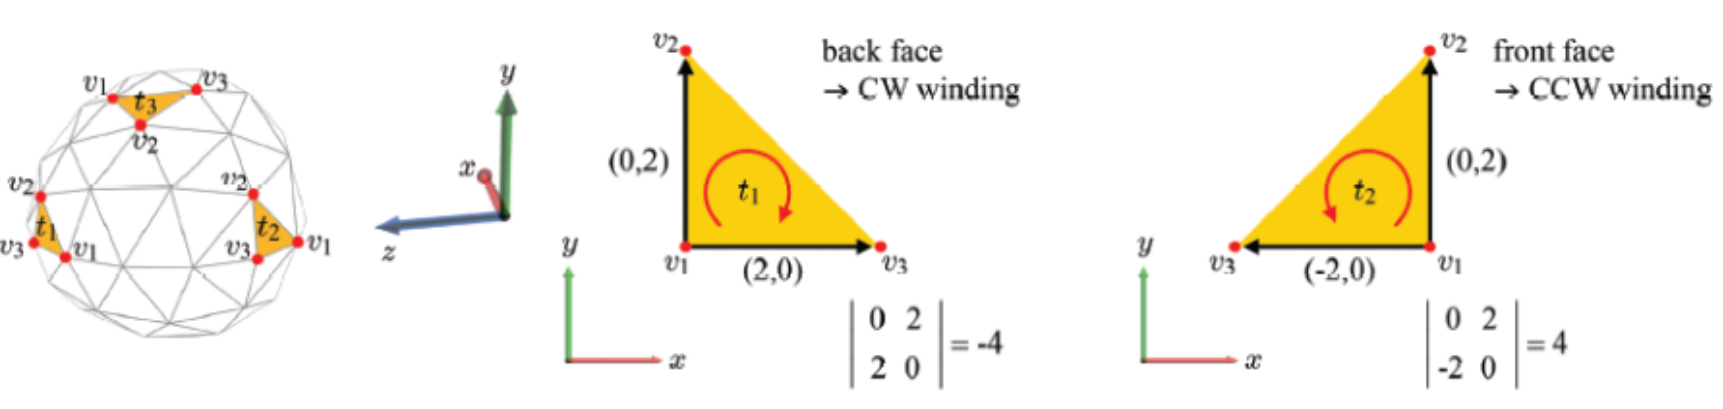 v1
v3
t3
v2
v2
t1
v3
v1
v2
t2
v3
v1
y
x
z
v2
back face
→ CW winding
(0,2)
t1
y
v1
(2,0)
v3
x
0 2
2 0
= -4
v2
front face
→ CCW winding
(0,2)
t2
y
v3
(-2,0)
v1
x
0 2
-2 0
= 4